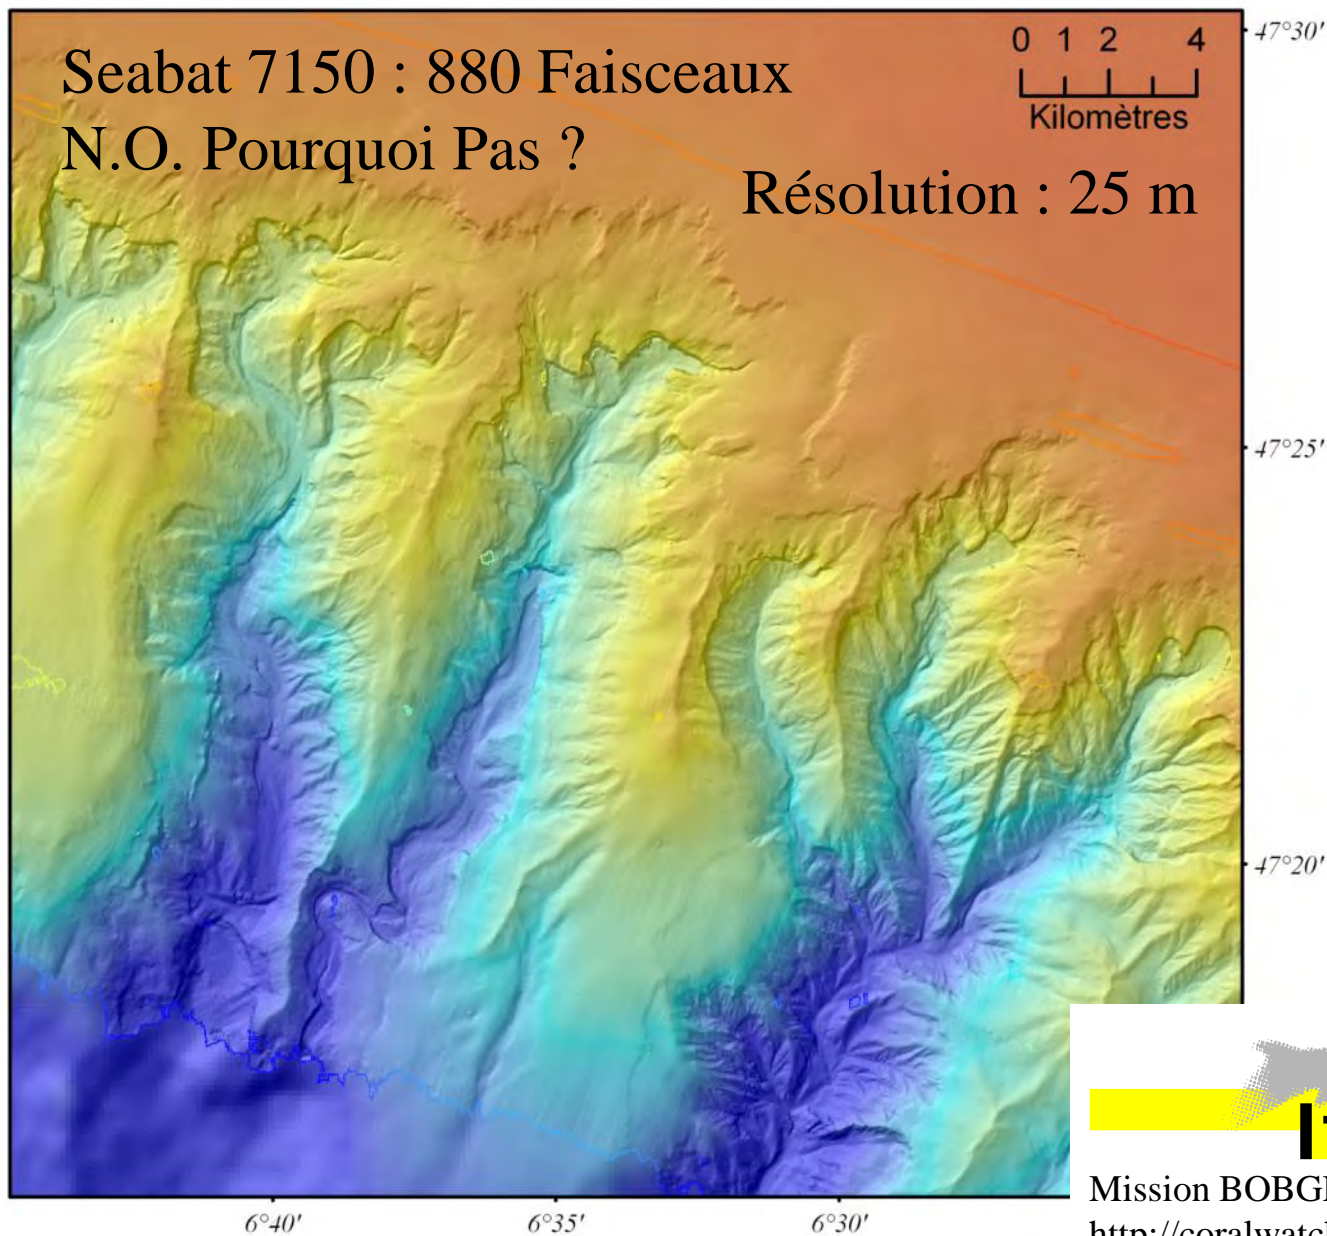 Seabat 7150 : 880 Faisceaux
N.O. Pourquoi Pas ?
Résolution : 25 m
0 1 2 4
Kilomètres
47°30'
47°25'
47°20'
6°40' 6°35' 6°30'
Mission